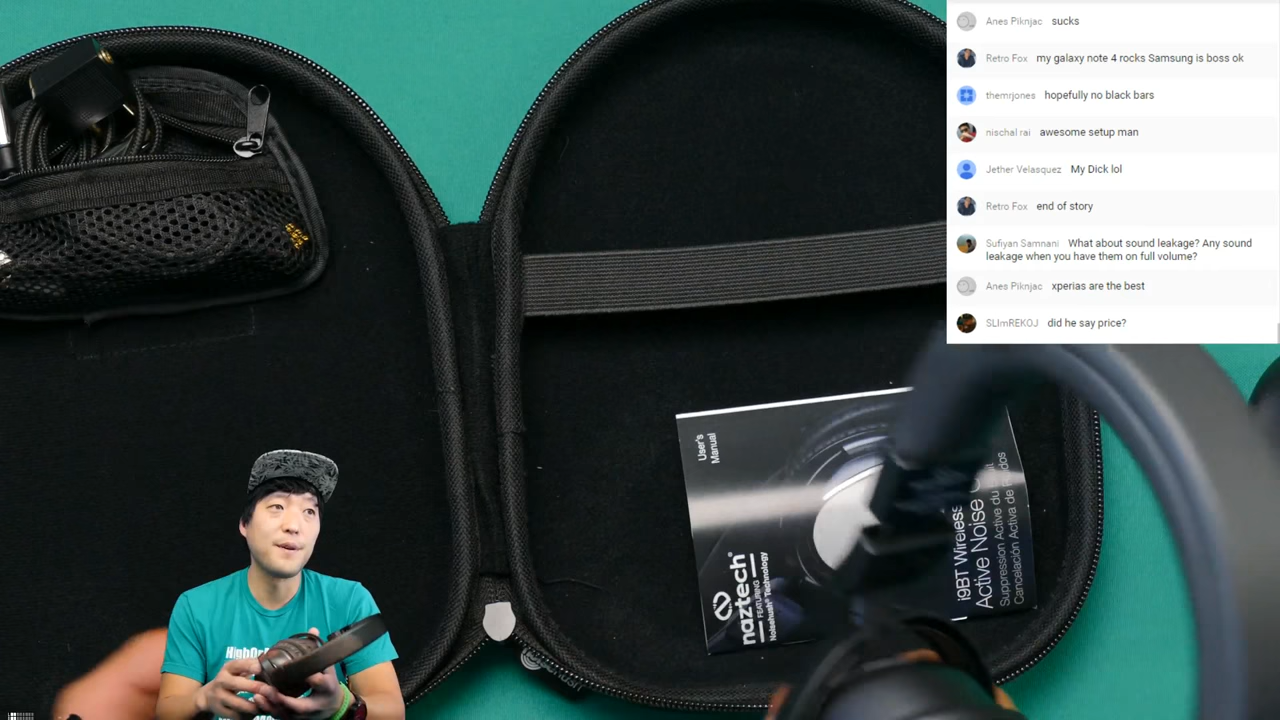 Anes Piknjac sucks
Retro Fox my galaxy note 4 rocks Samsung is boss ok
themrjones hopefully no black bars
nischal rai awesome setup man
Jether Velasquez My Dick lol
Retro Fox end of story
Sufiyan Samnani What about sound leakage? Any sound
leakage when you have them on full volume?
Anes Piknjac xperias are the best
SLImREKOJ did he say price?
User's
Manual
naztech®
FEATURING
Noisehush® Technology
i9BT Wireless
Active Noise
Suppression Active du
Cancelación Activa de